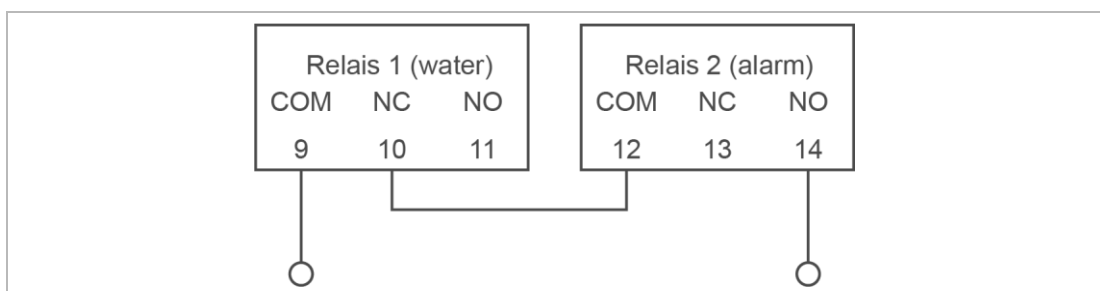 Relais 1 (water)
COM NC NO
9 10 11
Relais 2 (alarm)
COM NC NO
12 13 14